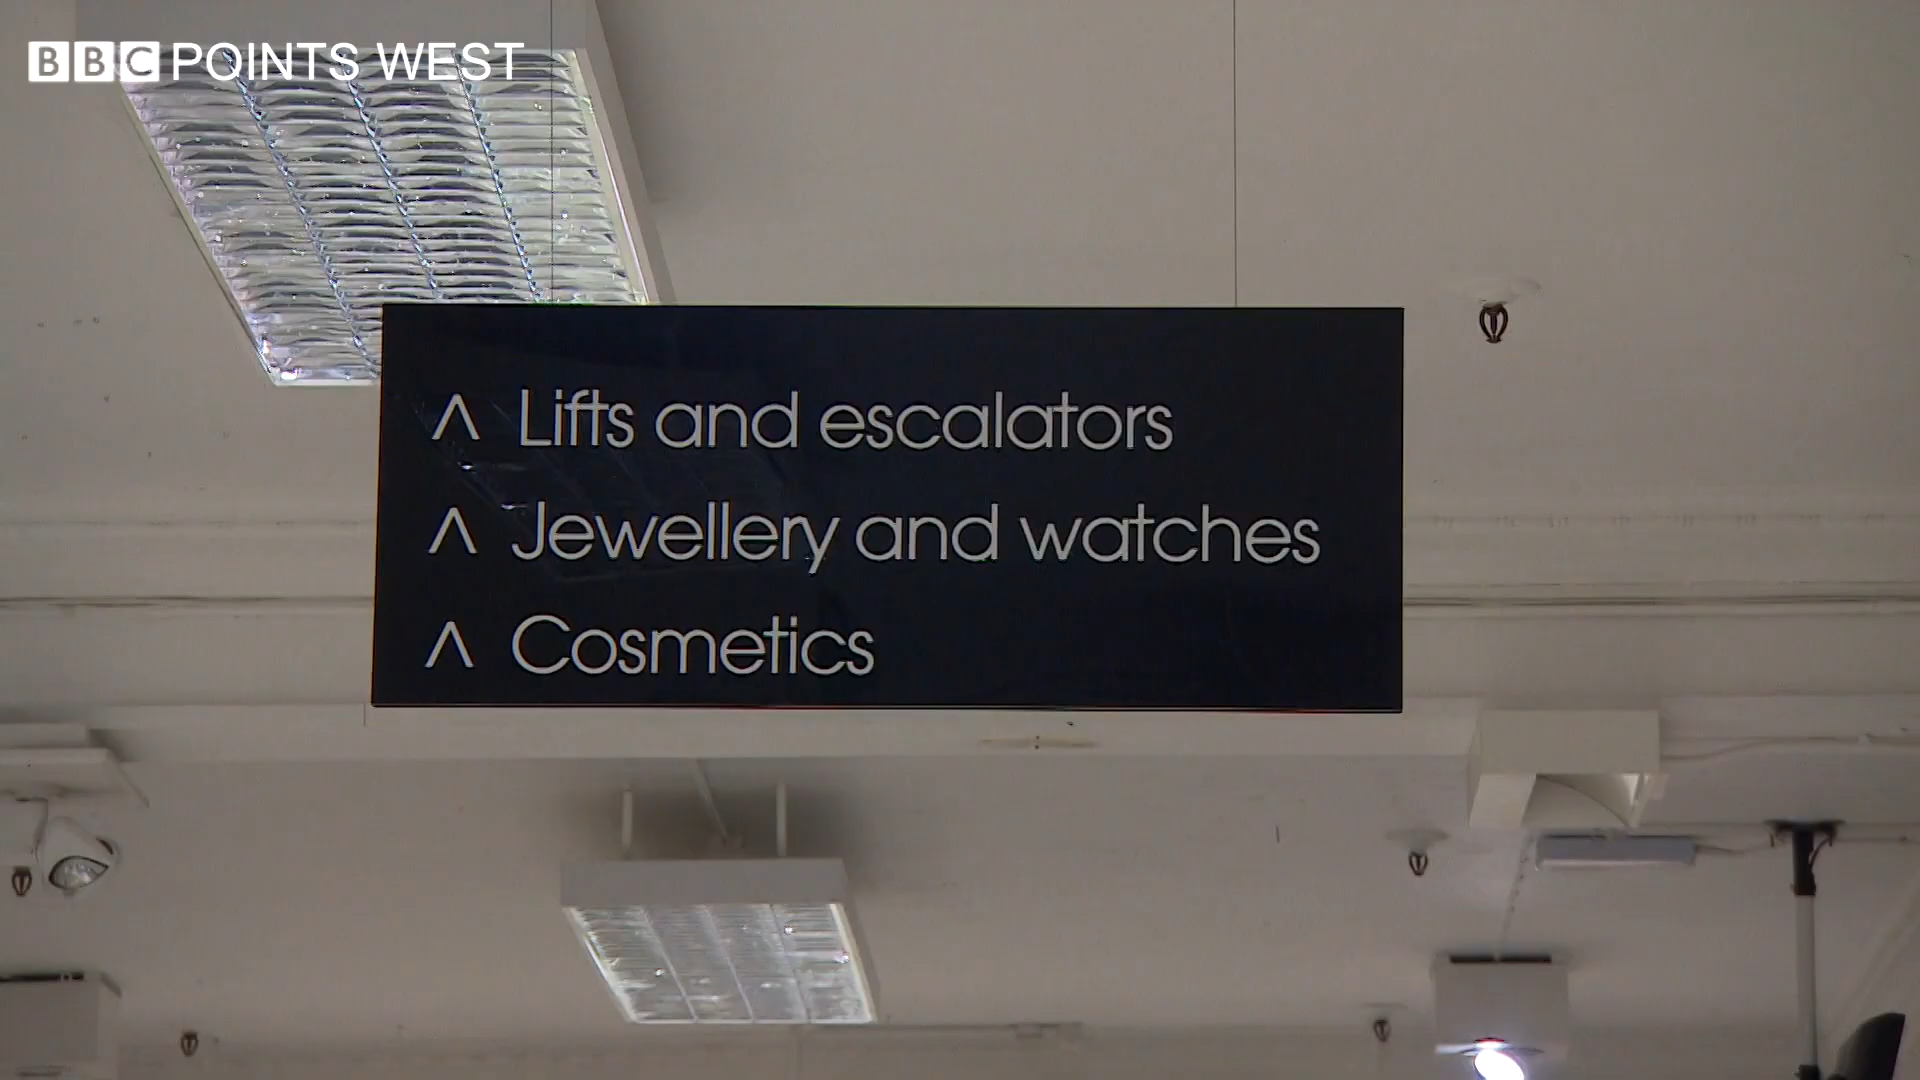 BBC POINTS WEST
^ Lifts and escalators
^ Jewellery and watches
^ Cosmetics